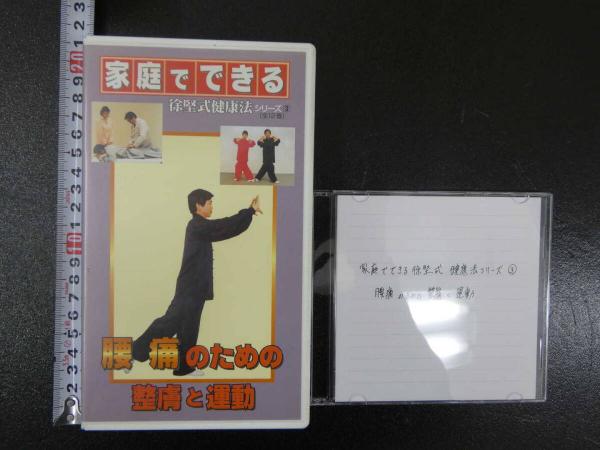 家庭でできる
徐堅式健康法シリーズ③
(全12巻)
腰痛のための
整膚と運動
家庭でできる徐堅式 健康法シリーズ③
腰痛のための 整膚と運動